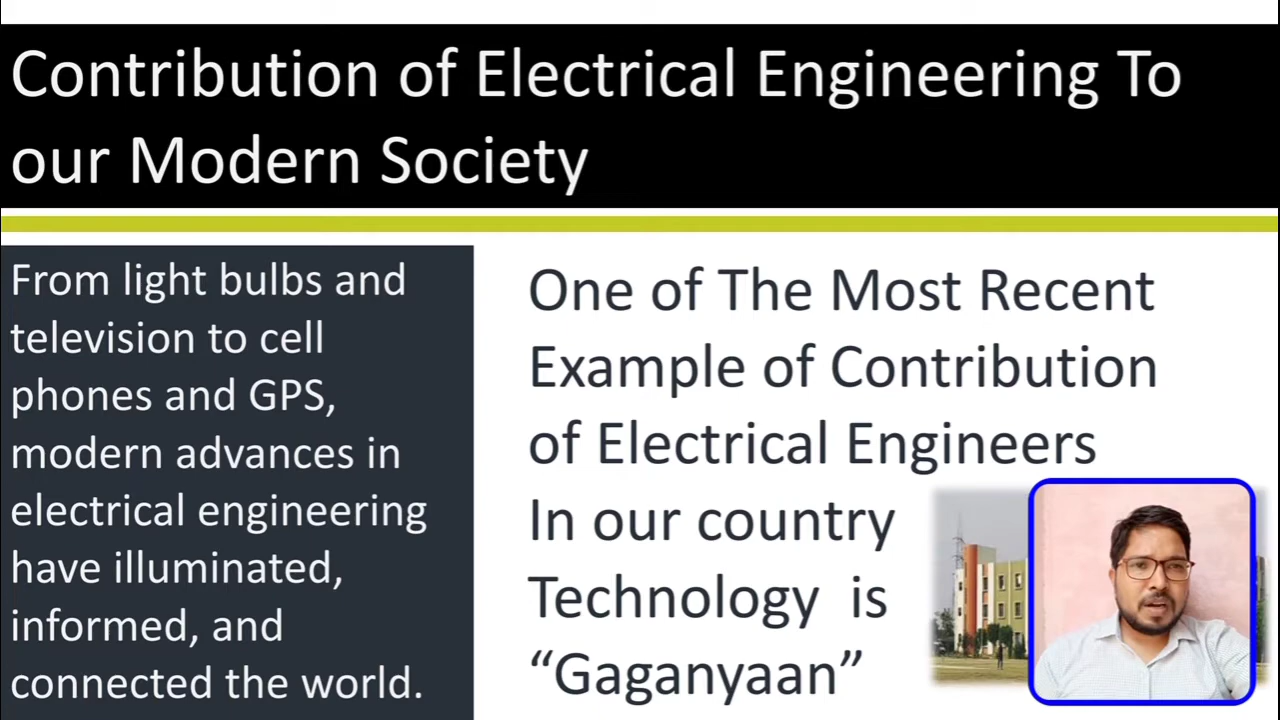 Contribution of Electrical Engineering To
our Modern Society
From light bulbs and
television to cell
phones and GPS,
modern advances in
electrical engineering
have illuminated,
informed, and
connected the world.
One of The Most Recent
Example of Contribution
of Electrical Engineers
In our country
Technology is
“Gaganyaan”